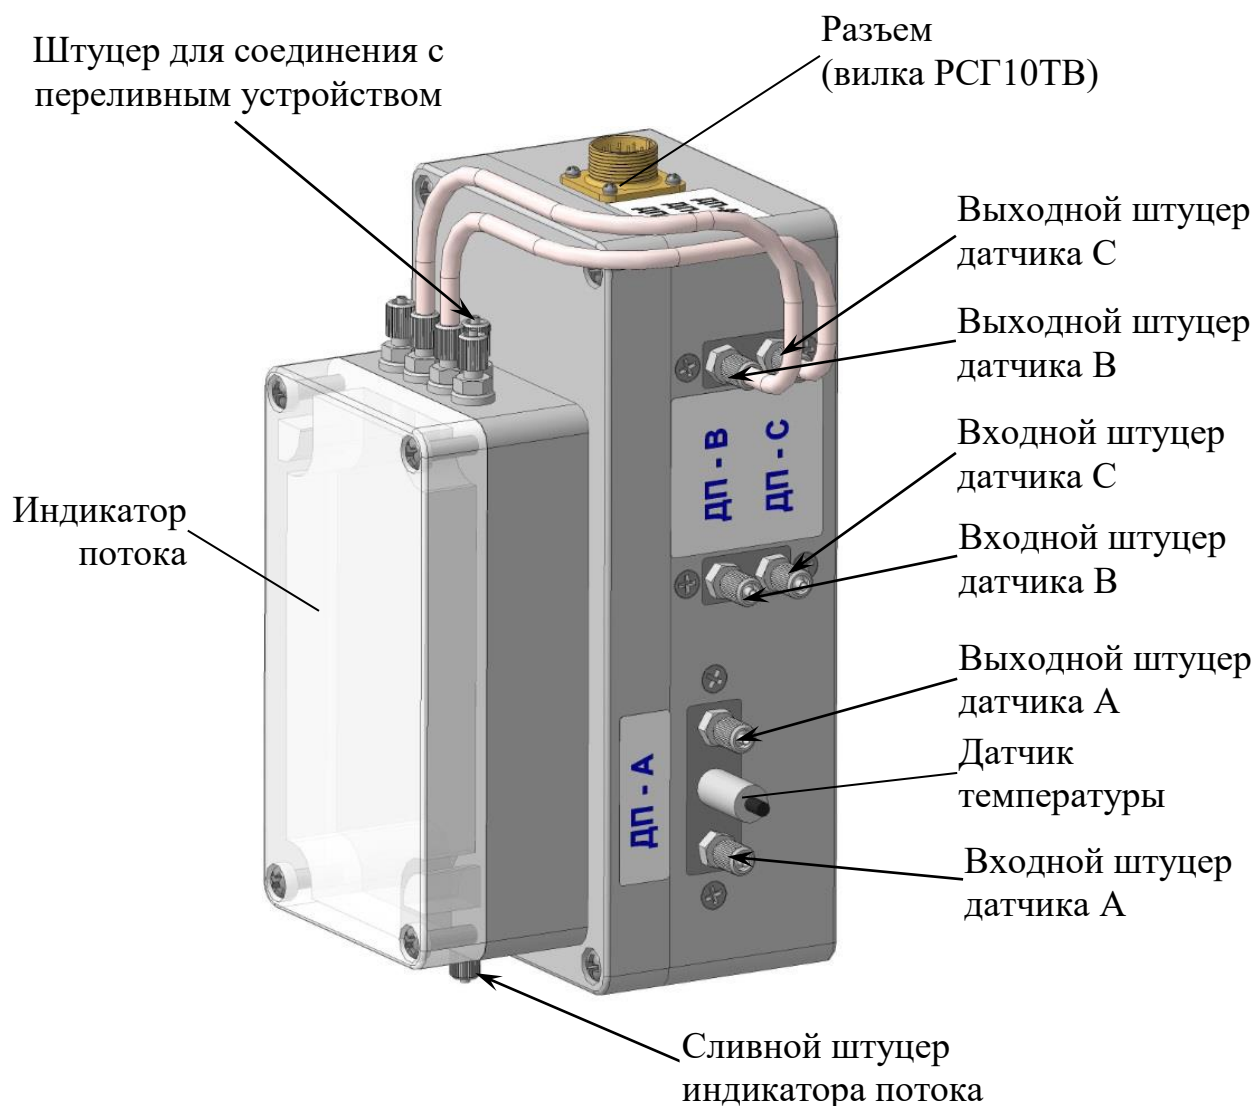 Штуцер для соединения с
переливным устройством
Разъем
(вилка РСГ10ТВ)
Выходной штуцер
датчика С
Выходной штуцер
датчика В
Входной штуцер
датчика С
Входной штуцер
датчика В
Выходной штуцер
датчика А
Датчик
температуры
Входной штуцер
датчика А
Индикатор
потока
Сливной штуцер
индикатора потока
ДП - В
ДП - С
ДП - А